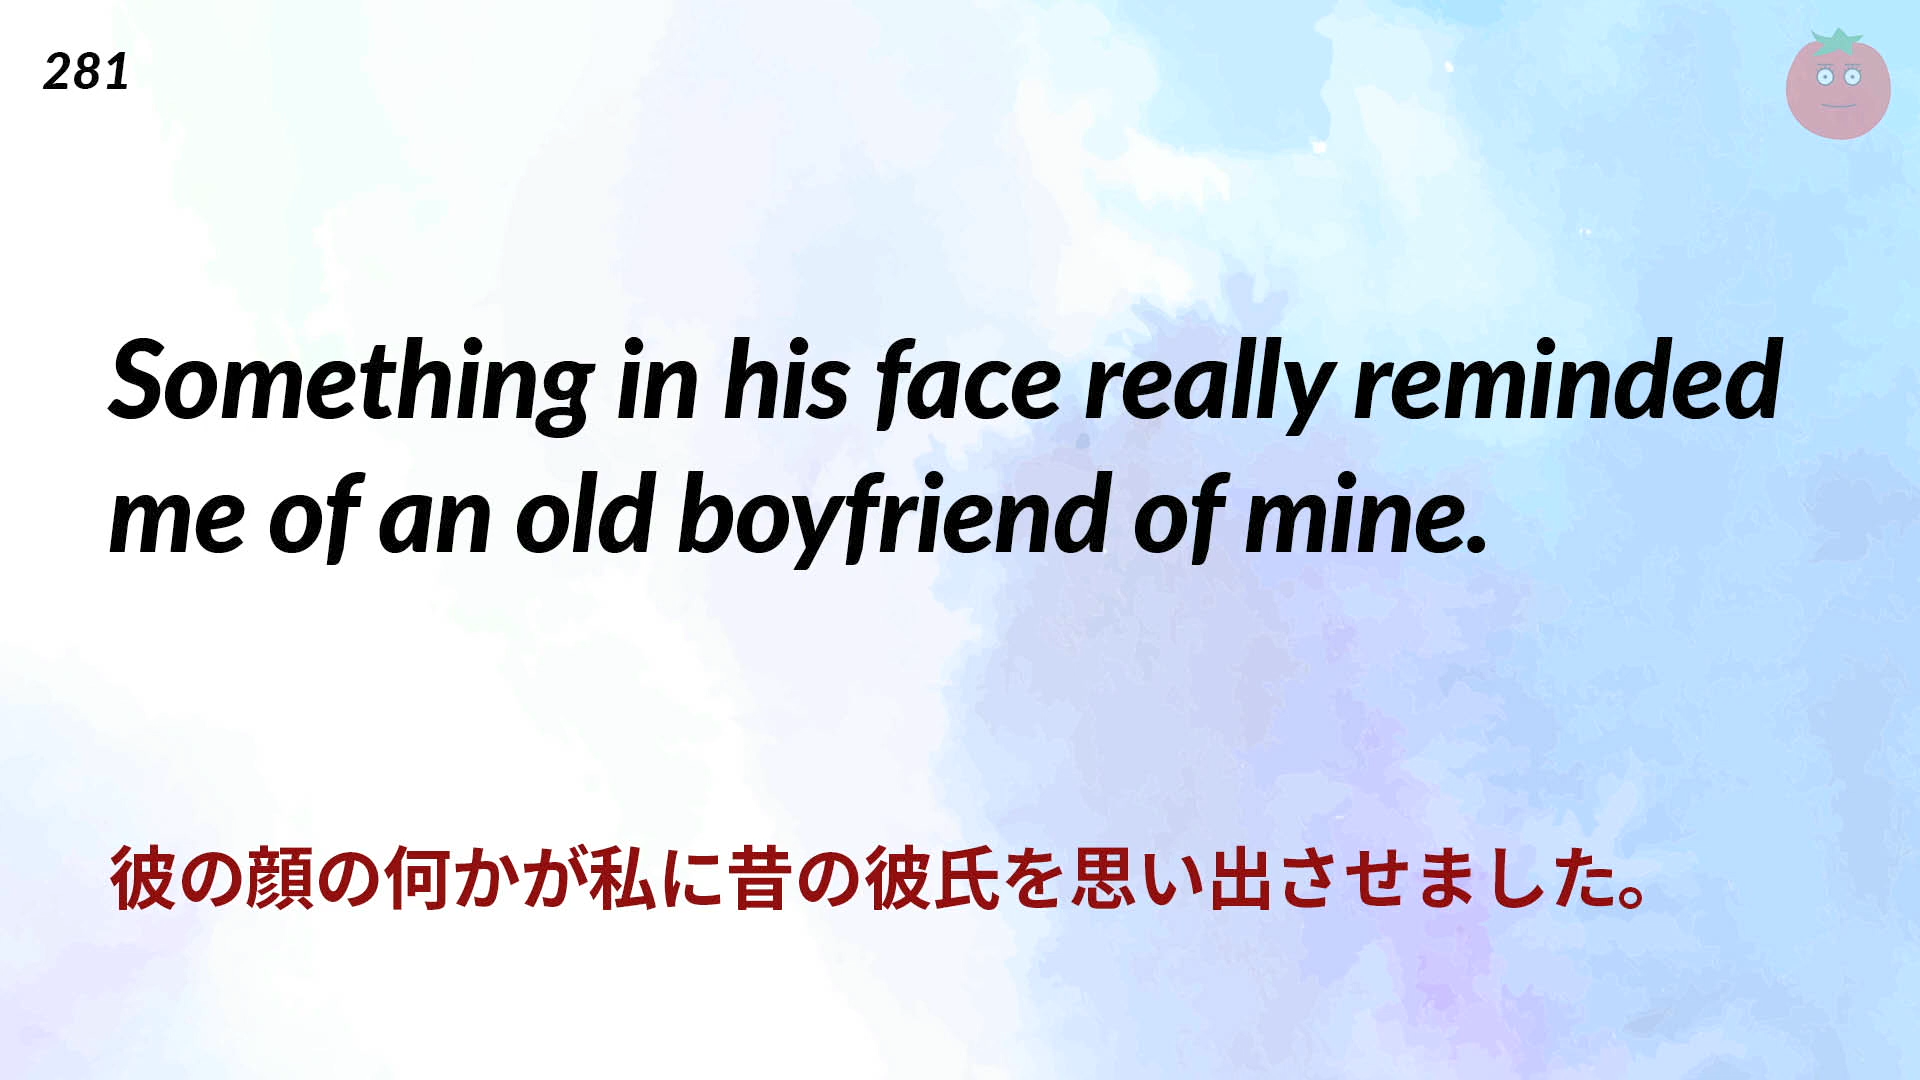 281
Something in his face really reminded
me of an old boyfriend of mine.
彼の顔の何かが私に昔の彼氏を思い出させました。